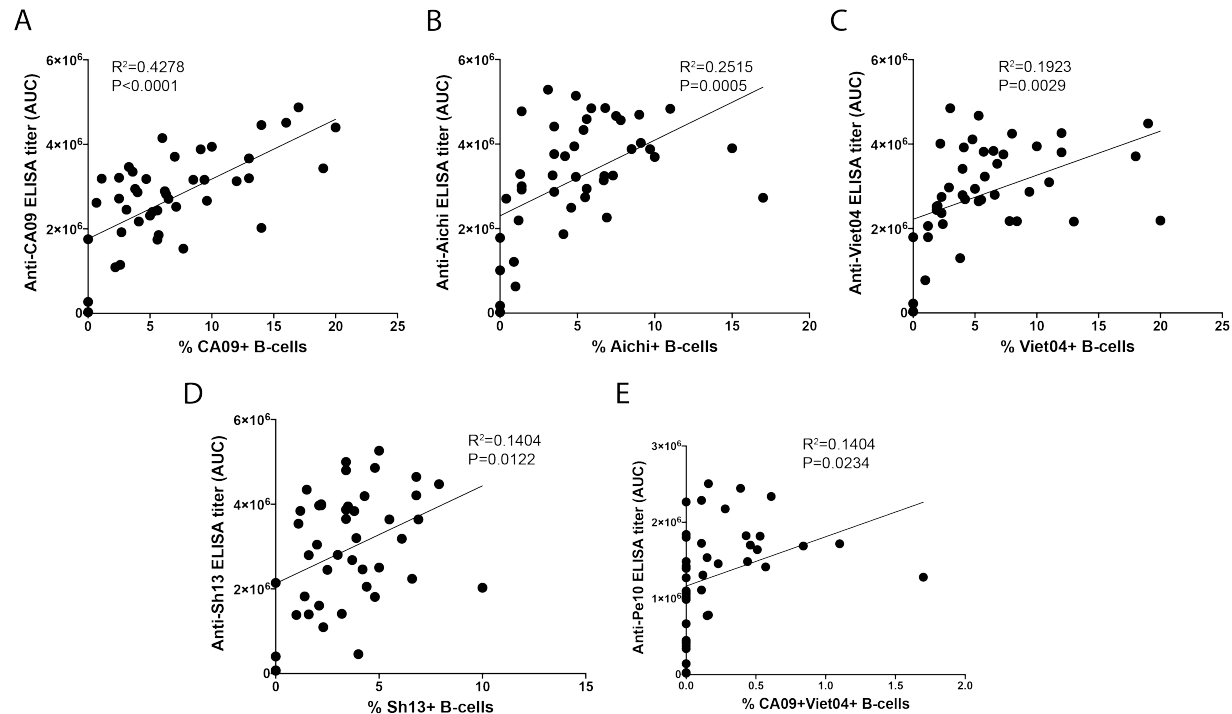 A
R²=0.4278
P<0.0001
Anti-CA09 ELISA titer (AUC)
6×10⁶
4×10⁶
2×10⁶
0
0 5 10 15 20 25
% CA09+ B-cells
B
R²=0.2515
P=0.0005
Anti-Aichi ELISA titer (AUC)
6×10⁶
4×10⁶
2×10⁶
0
0 5 10 15 20
% Aichi+ B-cells
C
R²=0.1923
P=0.0029
Anti-Viet04 ELISA titer (AUC)
6×10⁶
4×10⁶
2×10⁶
0
0 5 10 15 20 25
% Viet04+ B-cells
D
R²=0.1404
P=0.0122
Anti-Sh13 ELISA titer (AUC)
6×10⁶
4×10⁶
2×10⁶
0
0 5 10 15
% Sh13+ B-cells
E
R²=0.1404
P=0.0234
Anti-Pe10 ELISA titer (AUC)
3×10⁶
2×10⁶
1×10⁶
0
0.0 0.5 1.0 1.5 2.0
% CA09+Viet04+ B-cells